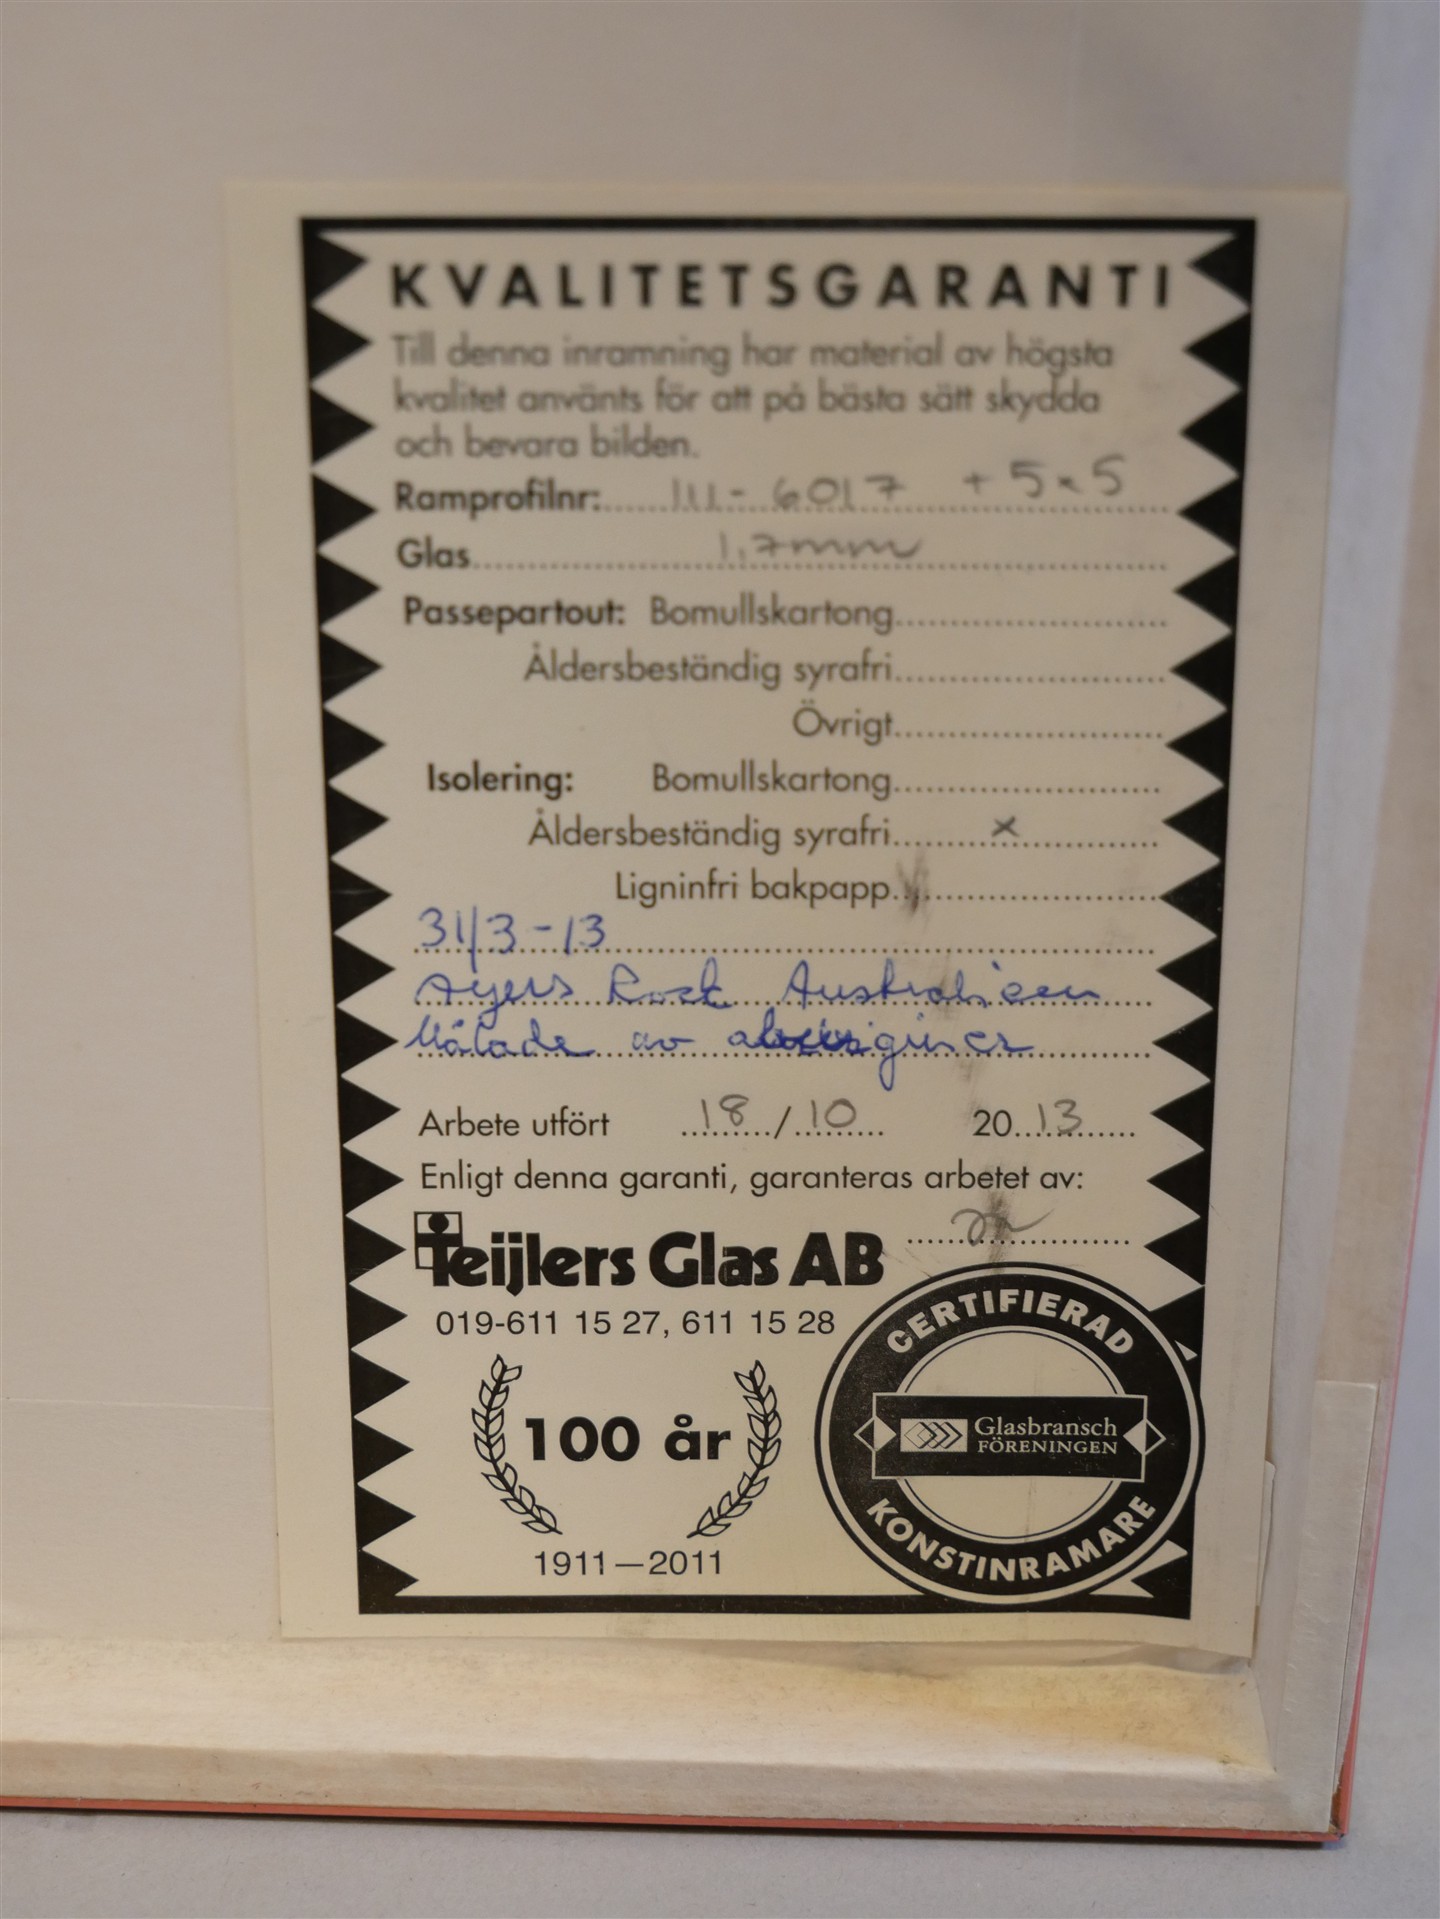 KVALITETSGARANTI
Till denna inramning har material av högsta
kvalitet använts för att på bästa sätt skydda
och bevara bilden.
Ramprofilnr: 111-6017 + 5x5
Glas 1,7mm
Passepartout: Bomullskartong
Åldersbeständig syrafri
Övrigt
Isolering: Bomullskartong
Åldersbeständig syrafri x
Ligninfri bakpapp
31/3-13
Ayers Rock Australien
Målade av
Arbete utfört 18/10 2013
Enligt denna garanti, garanteras arbetet av:
Teijlers Glas AB
019-611 15 27, 611 15 28
100 år
1911—2011
CERTIFIERAD
Glasbransch
FÖRENINGEN
KONSTINRAMARE